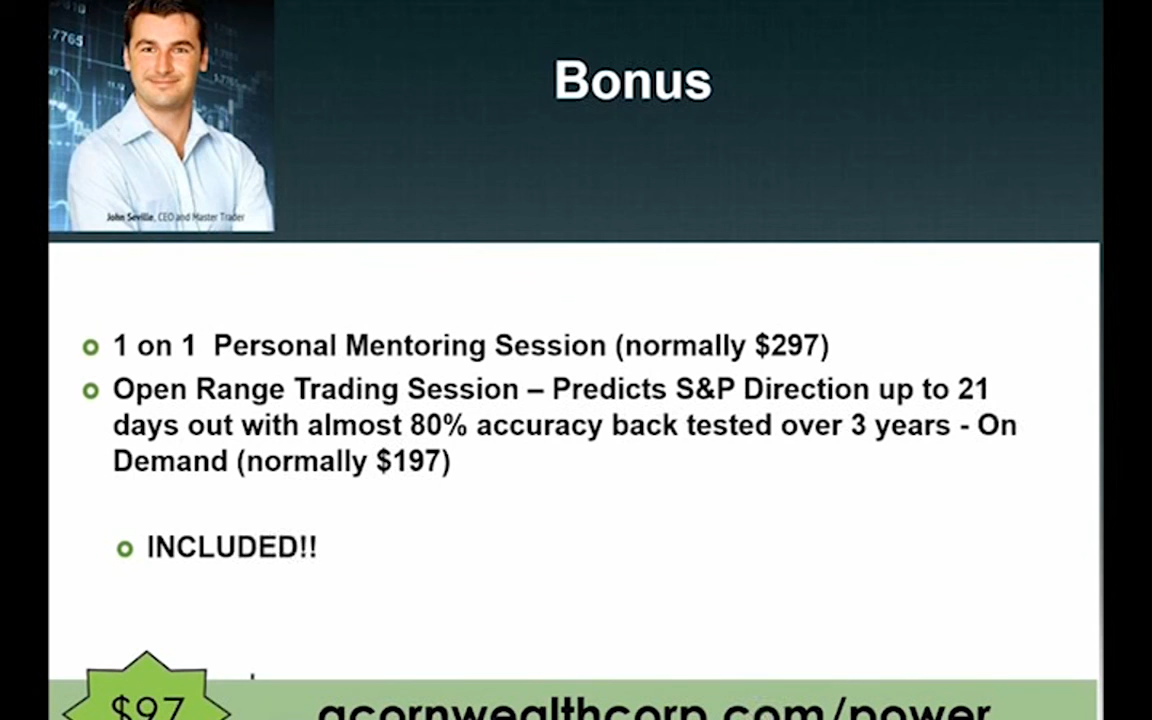 .7765
Bonus
John Seville, CEO and Master Trader
1 on 1 Personal Mentoring Session (normally $297)
Open Range Trading Session – Predicts S&P Direction up to 21
days out with almost 80% accuracy back tested over 3 years - On
Demand (normally $197)
INCLUDED!!
$97
acornwealthcorp.com/power